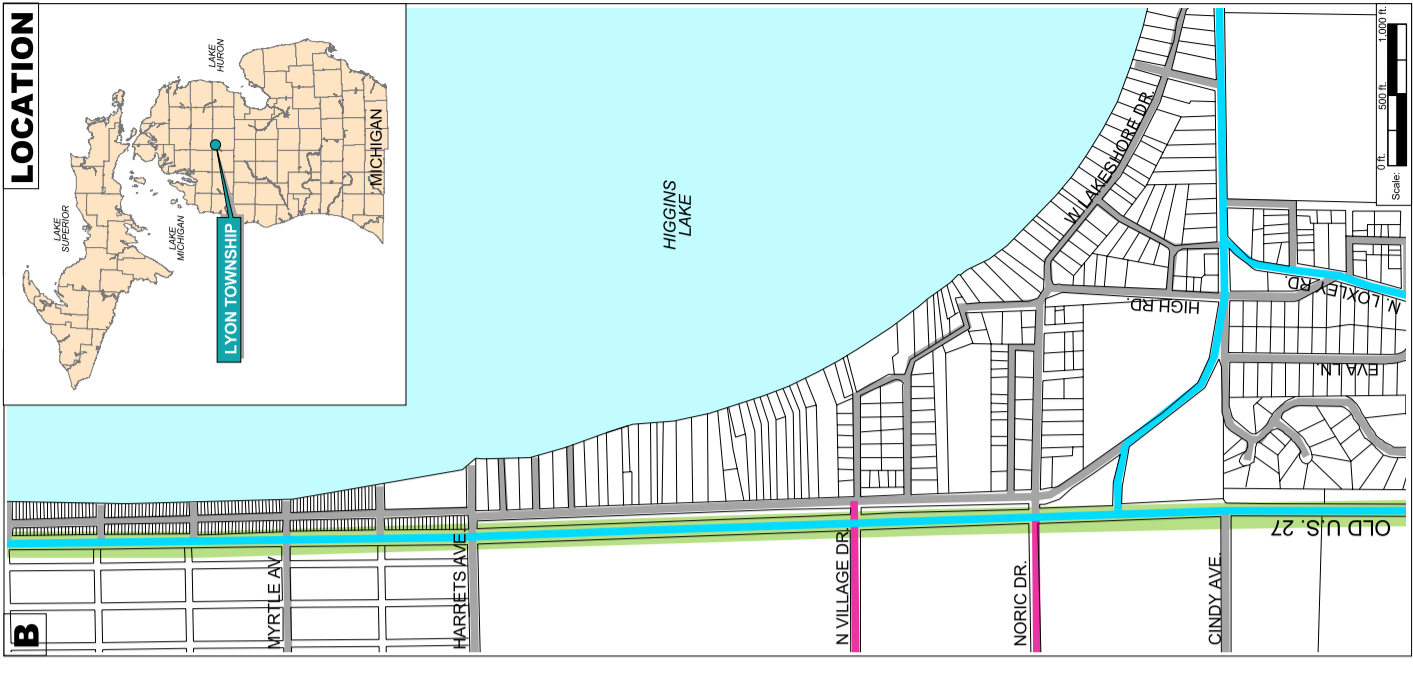 LOCATION
LAKE
SUPERIOR
LAKE
HURON
LAKE
MICHIGAN
MICHIGAN
LYON TOWNSHIP
B
HIGGINS
LAKE
W LAKESHORE DR.
HIGH RD.
N. LOXLEY RD.
EVA LN.
OLD U.S. 27
MYRTLE AV
HARRETS AVE.
N VILLAGE DR.
NORIC DR.
CINDY AVE.
Scale:
0 ft. 500 ft. 1,000 ft.